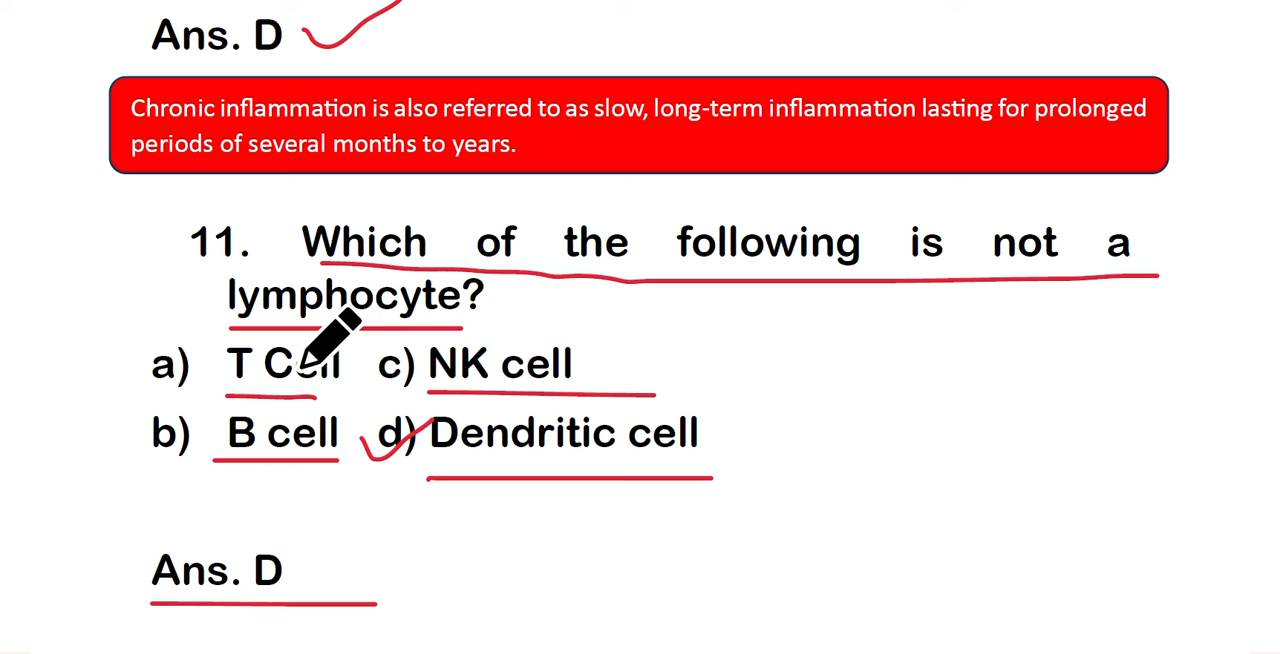 Ans. D
Chronic inflammation is also referred to as slow, long-term inflammation lasting for prolonged
periods of several months to years.
11. Which of the following is not a
lymphocyte?
a) T Cell c) NK cell
b) B cell d) Dendritic cell
Ans. D